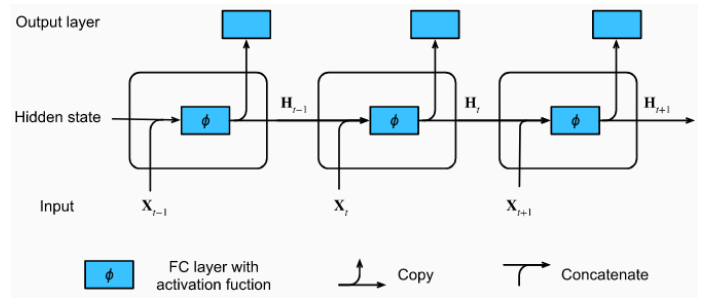 Output layer
Hidden state
ϕ
H_{t-1}
ϕ
H_t
ϕ
H_{t+1}
Input
X_{t-1}
X_t
X_{t+1}
ϕ
FC layer with
activation fuction
Copy
Concatenate